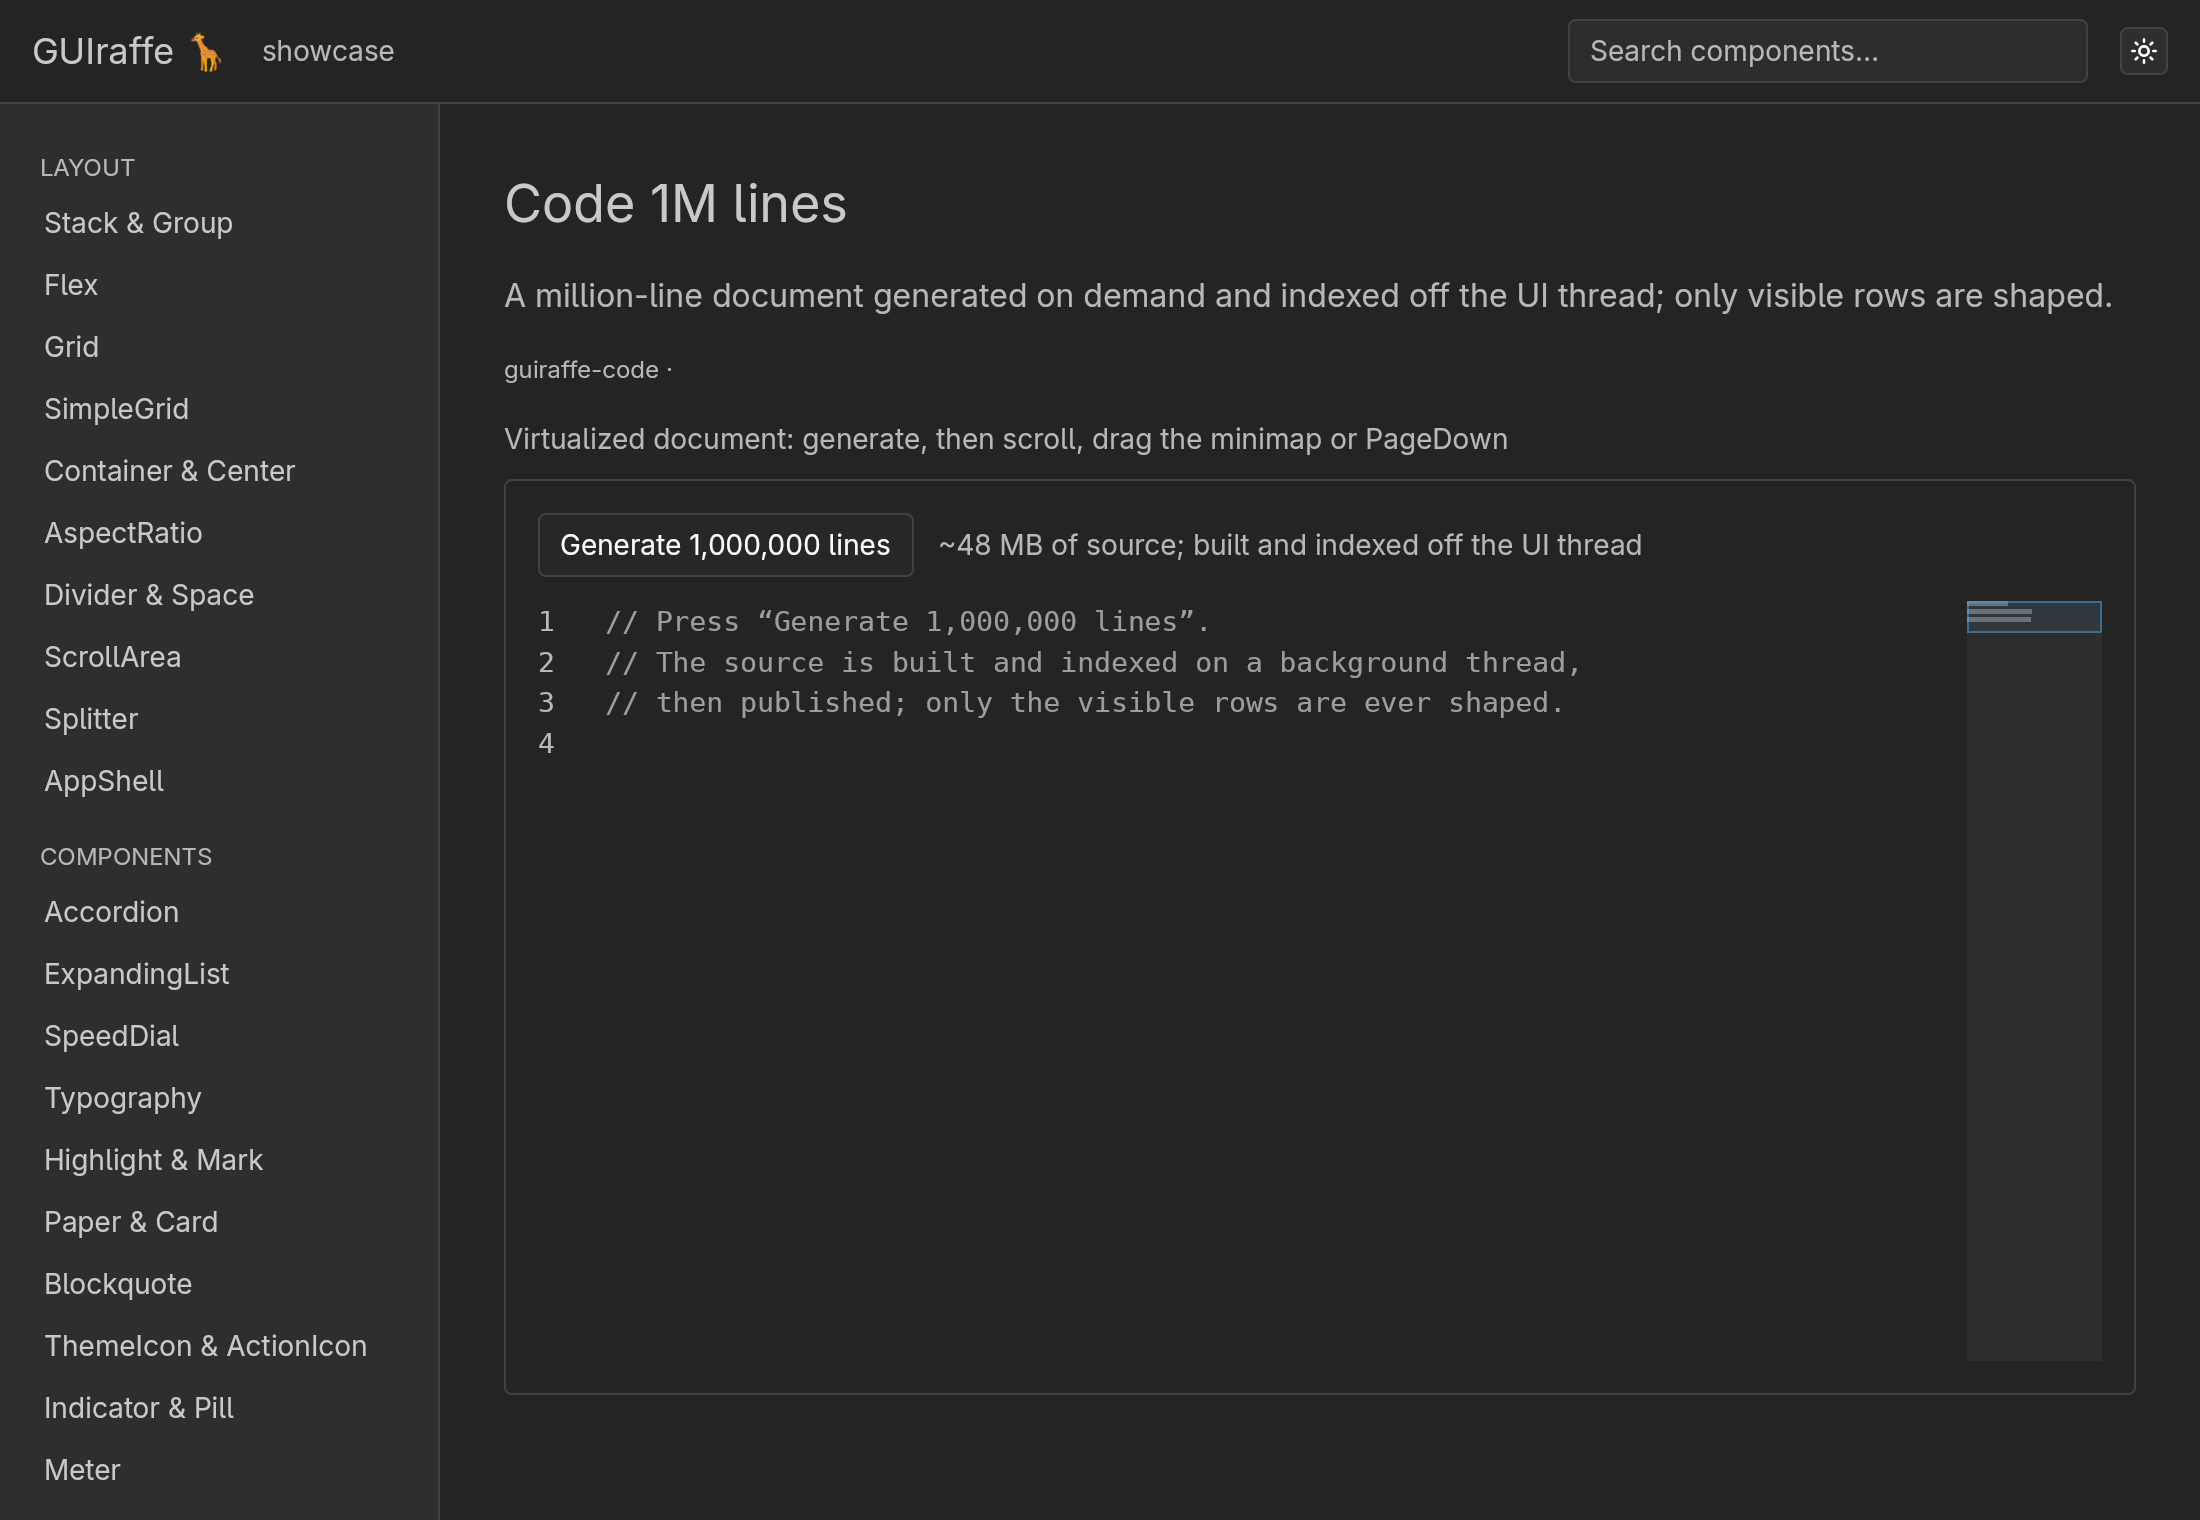 GUIraffe 🦒 showcase
Search components...
LAYOUT
Stack & Group
Flex
Grid
SimpleGrid
Container & Center
AspectRatio
Divider & Space
ScrollArea
Splitter
AppShell
COMPONENTS
Accordion
ExpandingList
SpeedDial
Typography
Highlight & Mark
Paper & Card
Blockquote
ThemeIcon & ActionIcon
Indicator & Pill
Meter
Code 1M lines
A million-line document generated on demand and indexed off the UI thread; only visible rows are shaped.
guiraffe-code ·
Virtualized document: generate, then scroll, drag the minimap or PageDown
Generate 1,000,000 lines ~48 MB of source; built and indexed off the UI thread
1 // Press “Generate 1,000,000 lines”.
2 // The source is built and indexed on a background thread,
3 // then published; only the visible rows are ever shaped.
4